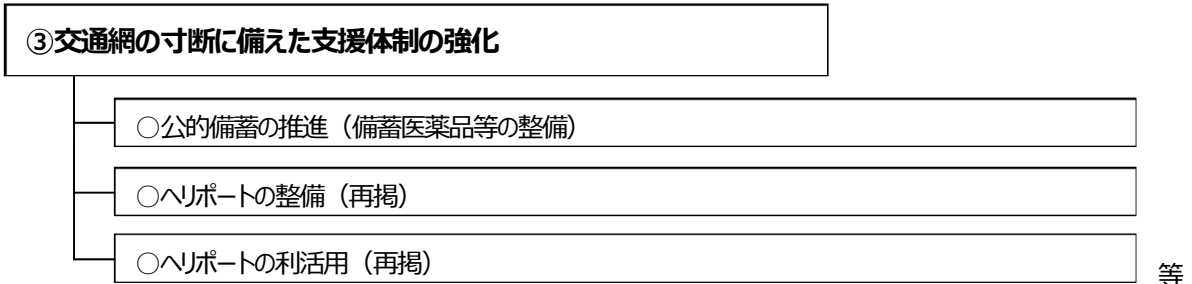 ③交通網の寸断に備えた支援体制の強化
○公的備蓄の推進（備蓄医薬品等の整備）
○ヘリポートの整備（再掲）
○ヘリポートの利活用（再掲）
等